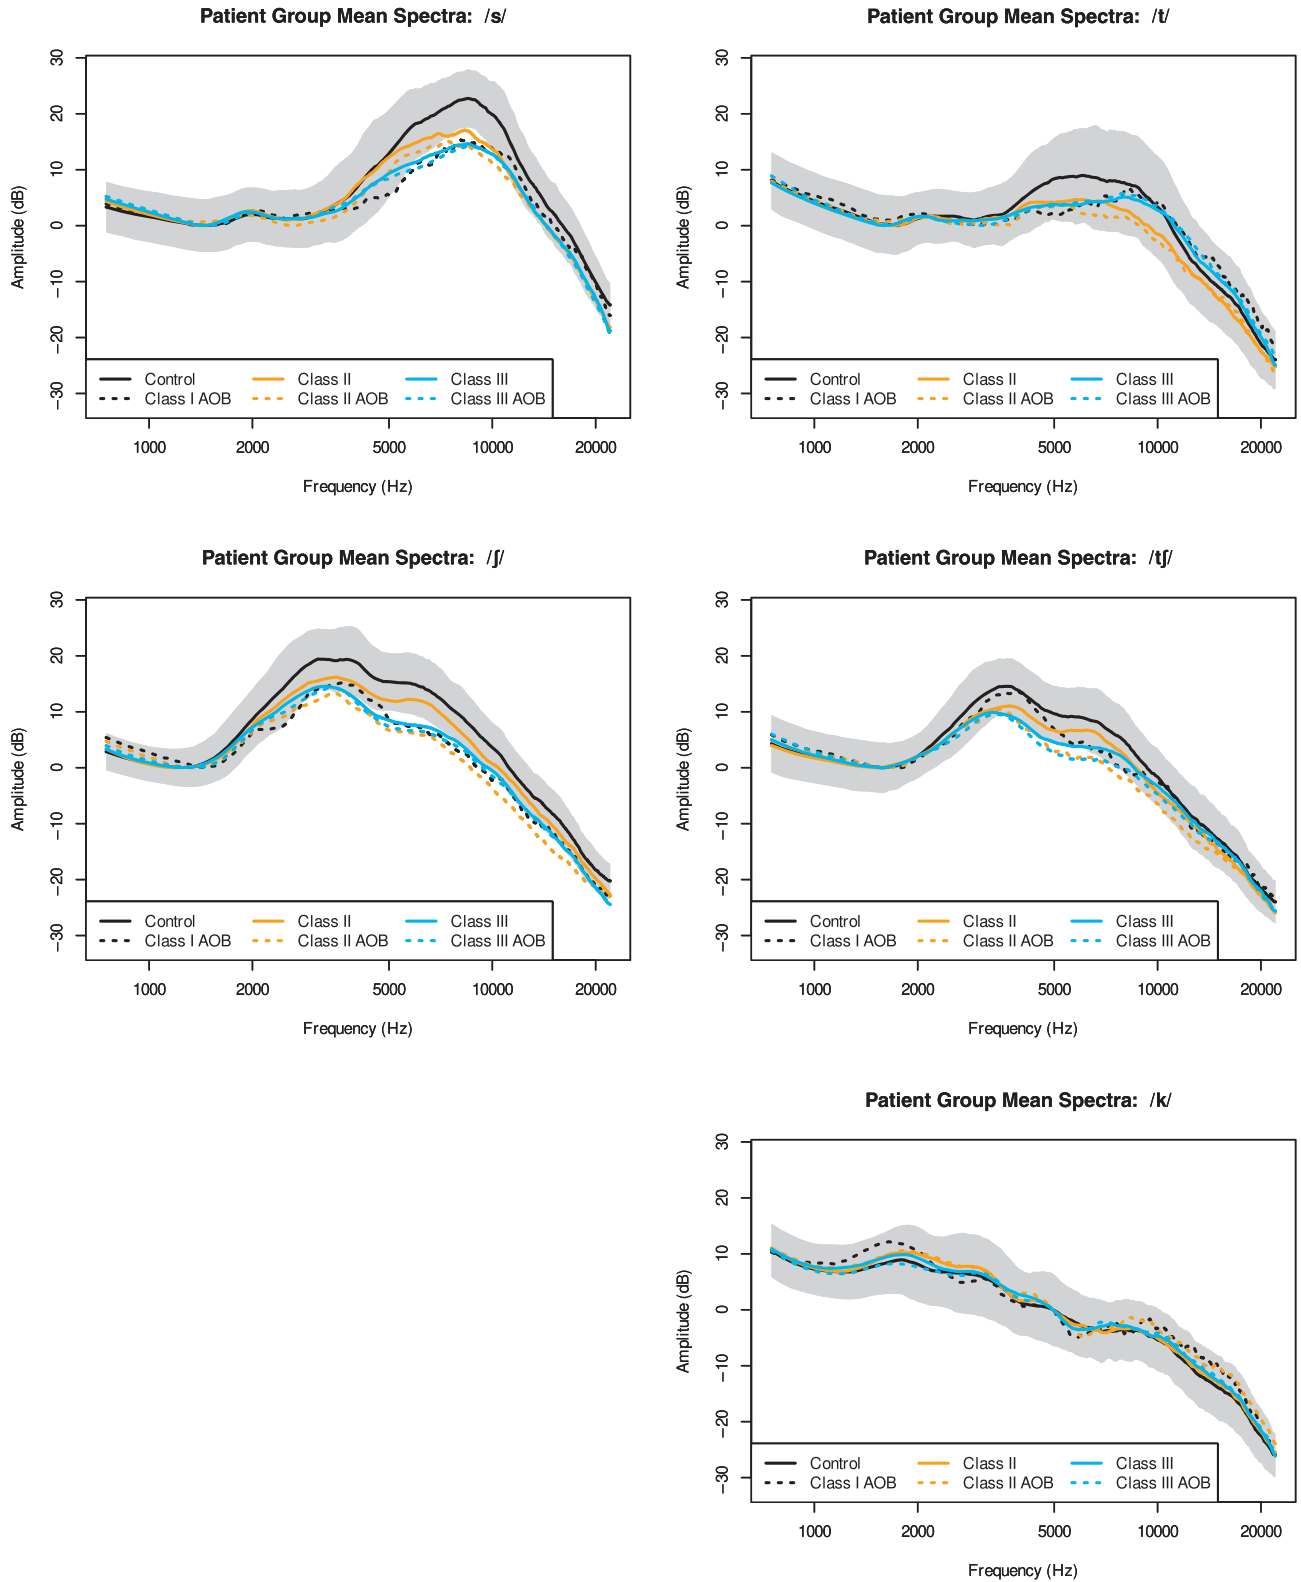 Patient Group Mean Spectra: /s/
30
20
10
0
−10
−20
−30
Amplitude (dB)
Control
Class II
Class III
Class I AOB
Class II AOB
Class III AOB
1000 2000 5000 10000 20000
Frequency (Hz)
Patient Group Mean Spectra: /t/
30
20
10
0
−10
−20
−30
Amplitude (dB)
Control
Class II
Class III
Class I AOB
Class II AOB
Class III AOB
1000 2000 5000 10000 20000
Frequency (Hz)
Patient Group Mean Spectra: /ʃ/
30
20
10
0
−10
−20
−30
Amplitude (dB)
Control
Class II
Class III
Class I AOB
Class II AOB
Class III AOB
1000 2000 5000 10000 20000
Frequency (Hz)
Patient Group Mean Spectra: /tʃ/
30
20
10
0
−10
−20
−30
Amplitude (dB)
Control
Class II
Class III
Class I AOB
Class II AOB
Class III AOB
1000 2000 5000 10000 20000
Frequency (Hz)
Patient Group Mean Spectra: /k/
30
20
10
0
−10
−20
−30
Amplitude (dB)
Control
Class II
Class III
Class I AOB
Class II AOB
Class III AOB
1000 2000 5000 10000 20000
Frequency (Hz)